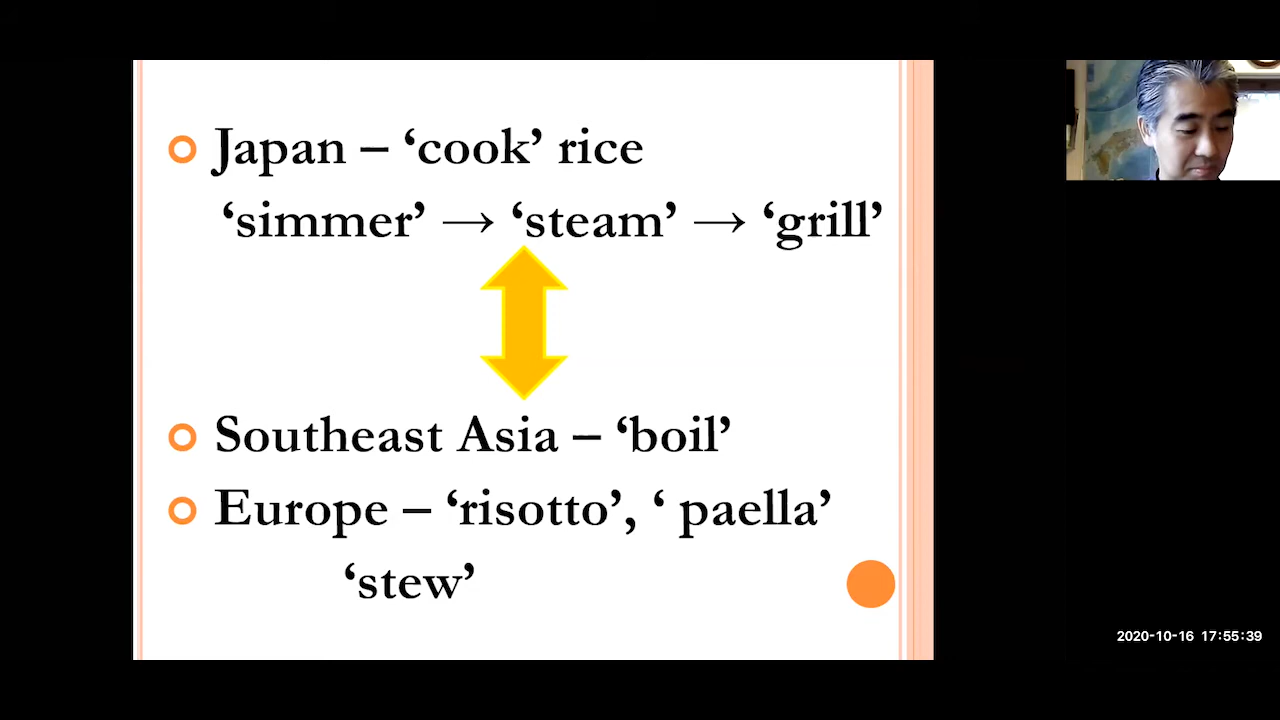 Japan – ‘cook’ rice
‘simmer’ → ‘steam’ → ‘grill’
Southeast Asia – ‘boil’
Europe – ‘risotto’, ‘ paella’
‘stew’
2020-10-16 17:55:39